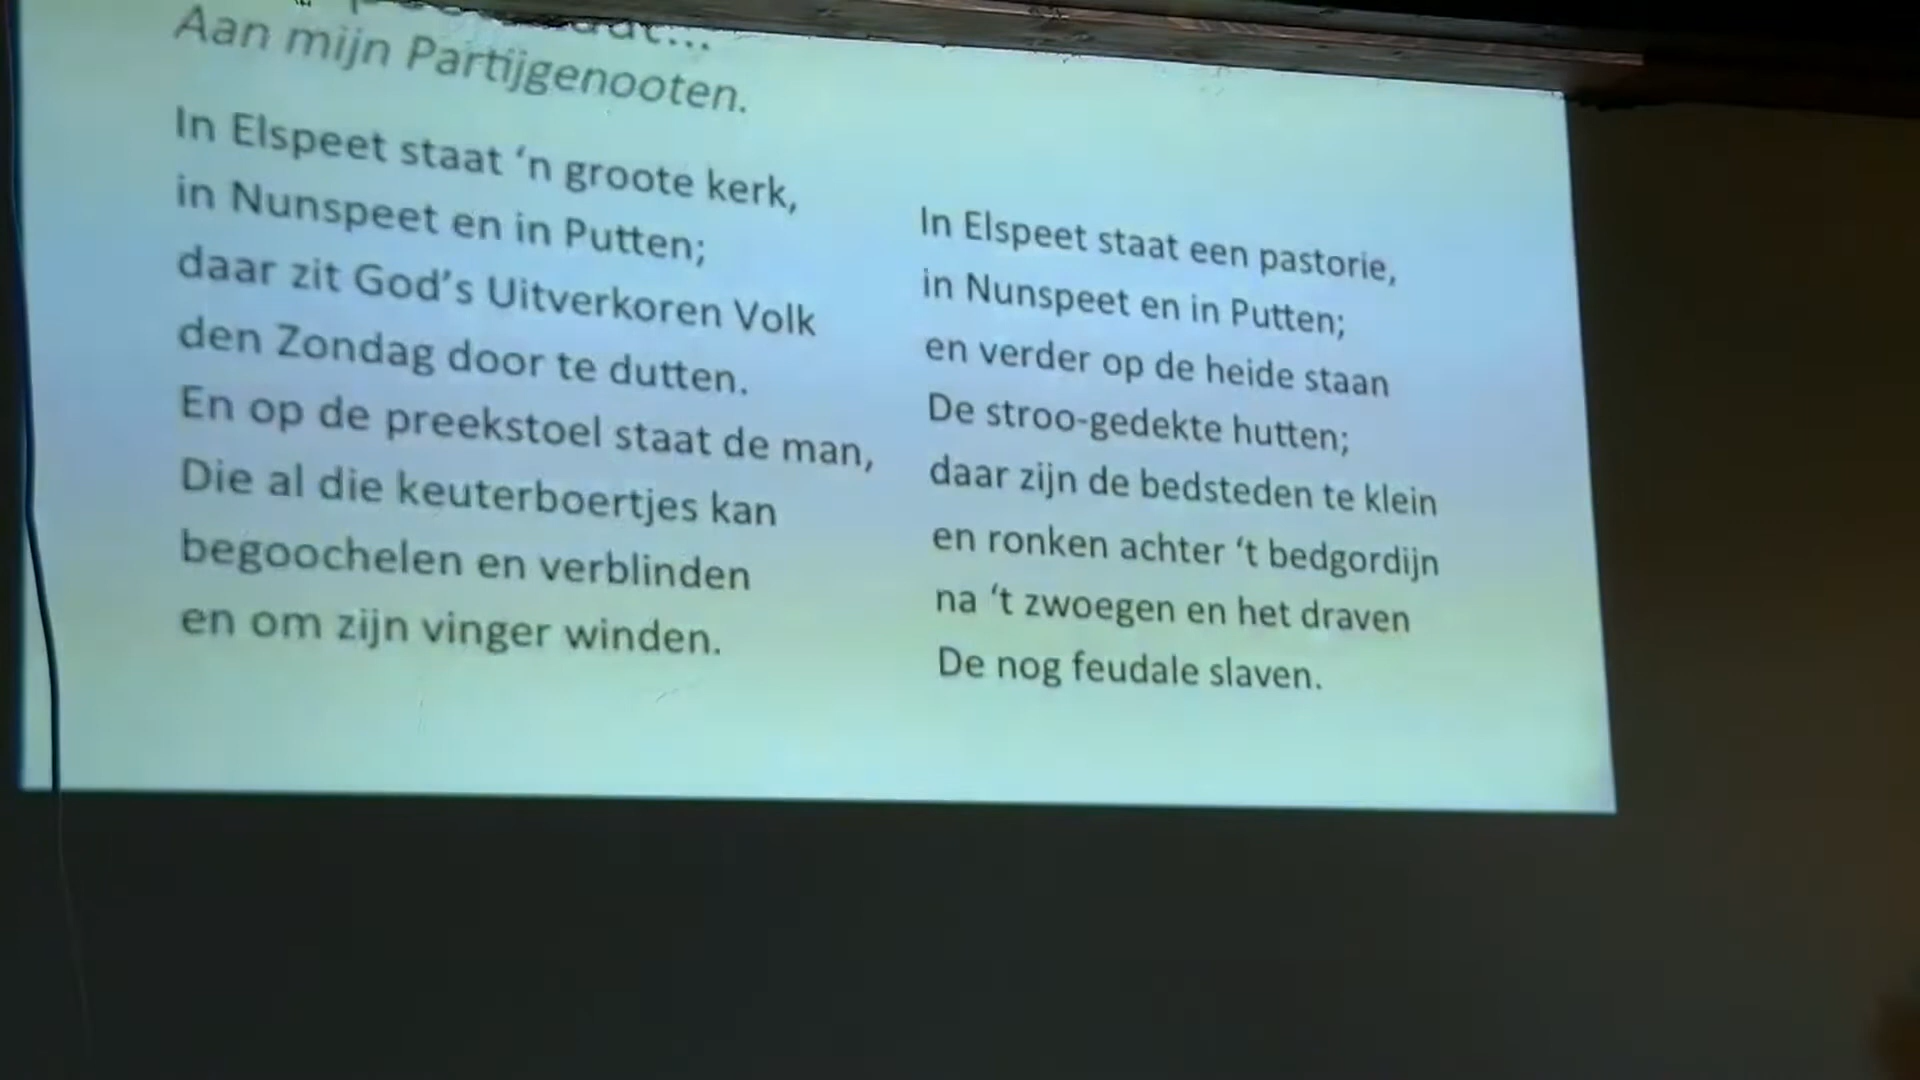 Aan mijn Partijgenooten.
In Elspeet staat ‘n groote kerk,
in Nunspeet en in Putten;
daar zit God’s Uitverkoren Volk
den Zondag door te dutten.
En op de preekstoel staat de man,
Die al die keuterboertjes kan
begoochelen en verblinden
en om zijn vinger winden.
In Elspeet staat een pastorie,
in Nunspeet en in Putten;
en verder op de heide staan
De stroo-gedekte hutten;
daar zijn de bedsteden te klein
en ronken achter ‘t bedgordijn
na ‘t zwoegen en het draven
De nog feudale slaven.